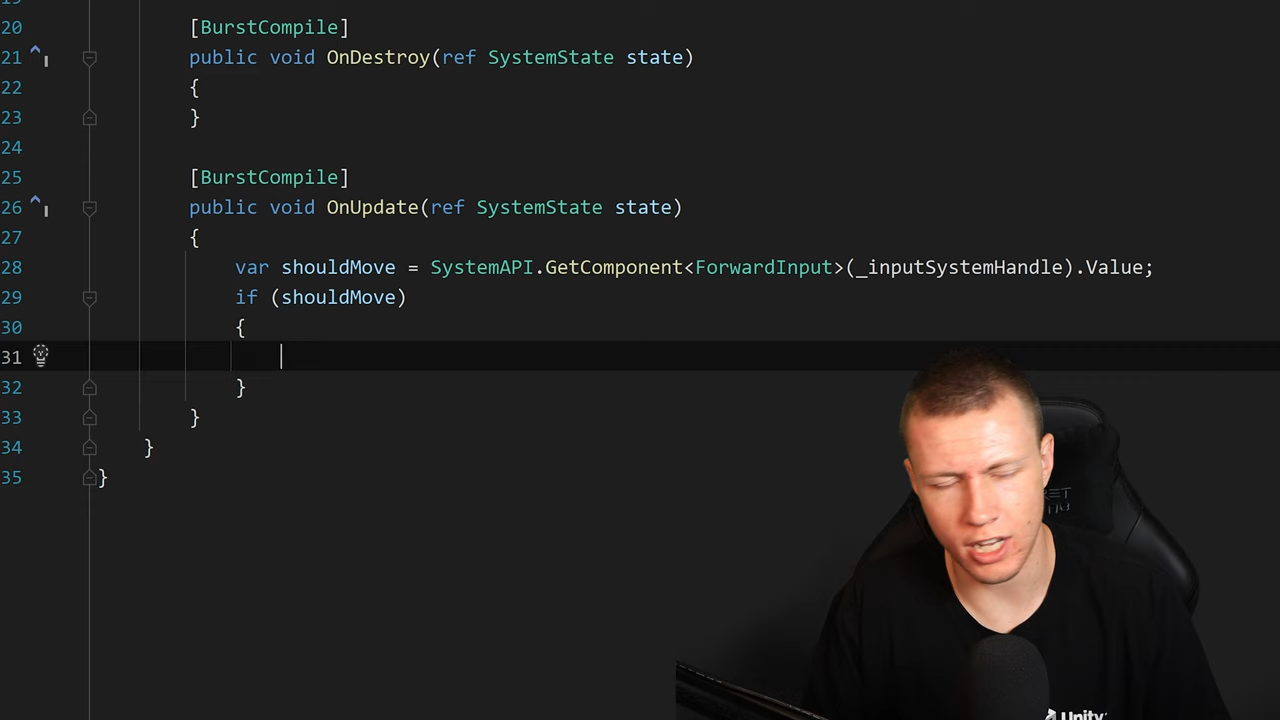 20 [BurstCompile]
21 public void OnDestroy(ref SystemState state)
22 {
23 }
24
25 [BurstCompile]
26 public void OnUpdate(ref SystemState state)
27 {
28 var shouldMove = SystemAPI.GetComponent<ForwardInput>(_inputSystemHandle).Value;
29 if (shouldMove)
30 {
31
32 }
33 }
34 }
35 }
Unity